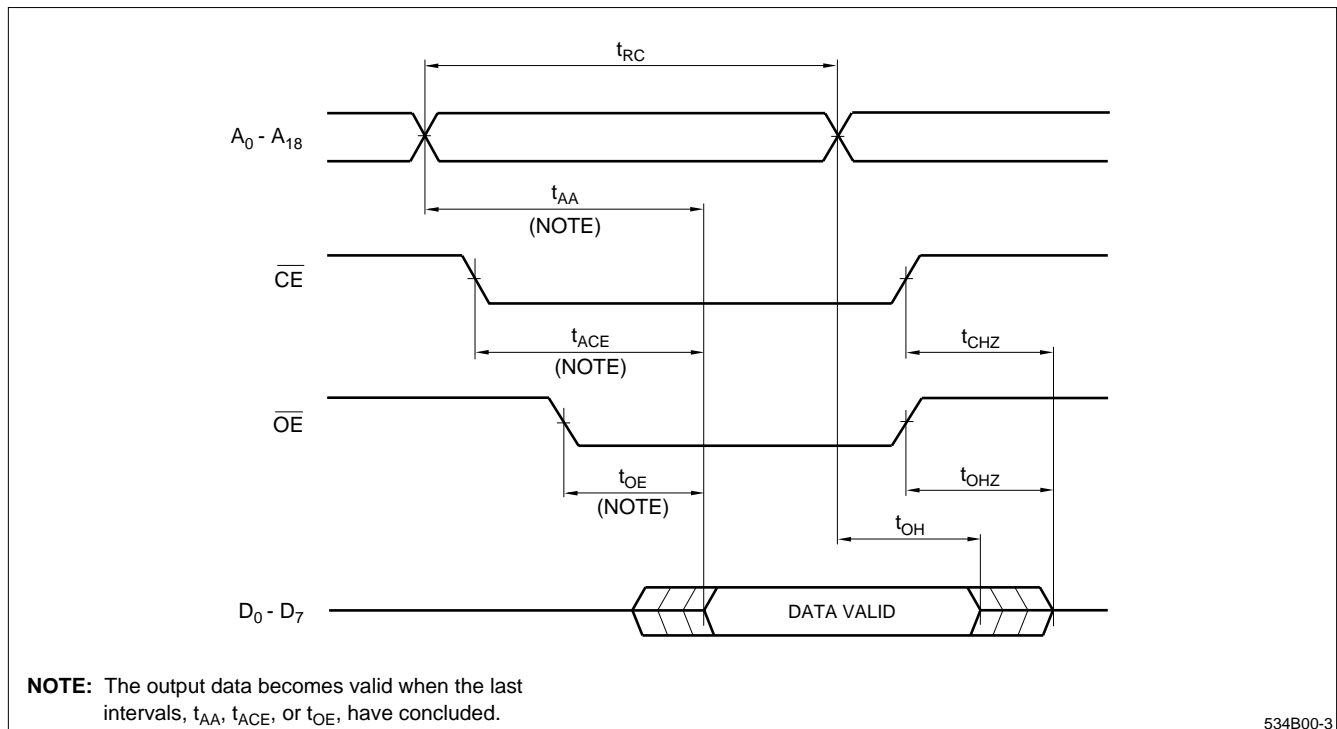 tRC
A0 - A18
tAA
(NOTE)
CE
tACE
(NOTE)
tCHZ
OE
tOE
(NOTE)
tOHZ
tOH
D0 - D7
DATA VALID
NOTE: The output data becomes valid when the last
intervals, tAA, tACE, or tOE, have concluded.
534B00-3